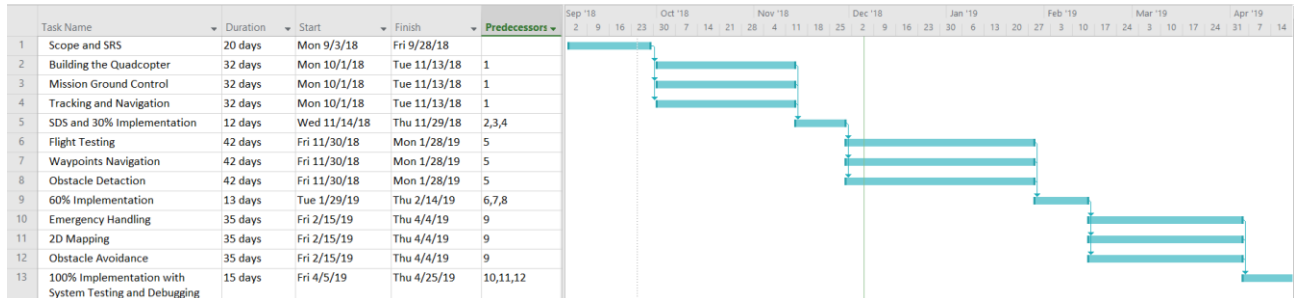 Sep '18 Oct '18 Nov '18 Dec '18 Jan '19 Feb '19 Mar '19 Apr '19
Task Name Duration Start Finish Predecessors 2 9 16 23 30 7 14 21 28 4 11 18 25 2 9 16 23 30 6 13 20 27 3 10 17 24 3 10 17 24 31 7 14
1 Scope and SRS 20 days Mon 9/3/18 Fri 9/28/18
2 Building the Quadcopter 32 days Mon 10/1/18 Tue 11/13/18 1
3 Mission Ground Control 32 days Mon 10/1/18 Tue 11/13/18 1
4 Tracking and Navigation 32 days Mon 10/1/18 Tue 11/13/18 1
5 SDS and 30% Implementation 12 days Wed 11/14/18 Thu 11/29/18 2,3,4
6 Flight Testing 42 days Fri 11/30/18 Mon 1/28/19 5
7 Waypoints Navigation 42 days Fri 11/30/18 Mon 1/28/19 5
8 Obstacle Detaction 42 days Fri 11/30/18 Mon 1/28/19 5
9 60% Implementation 13 days Tue 1/29/19 Thu 2/14/19 6,7,8
10 Emergency Handling 35 days Fri 2/15/19 Thu 4/4/19 9
11 2D Mapping 35 days Fri 2/15/19 Thu 4/4/19 9
12 Obstacle Avoidance 35 days Fri 2/15/19 Thu 4/4/19 9
13 100% Implementation with 15 days Fri 4/5/19 Thu 4/25/19 10,11,12
System Testing and Debugging